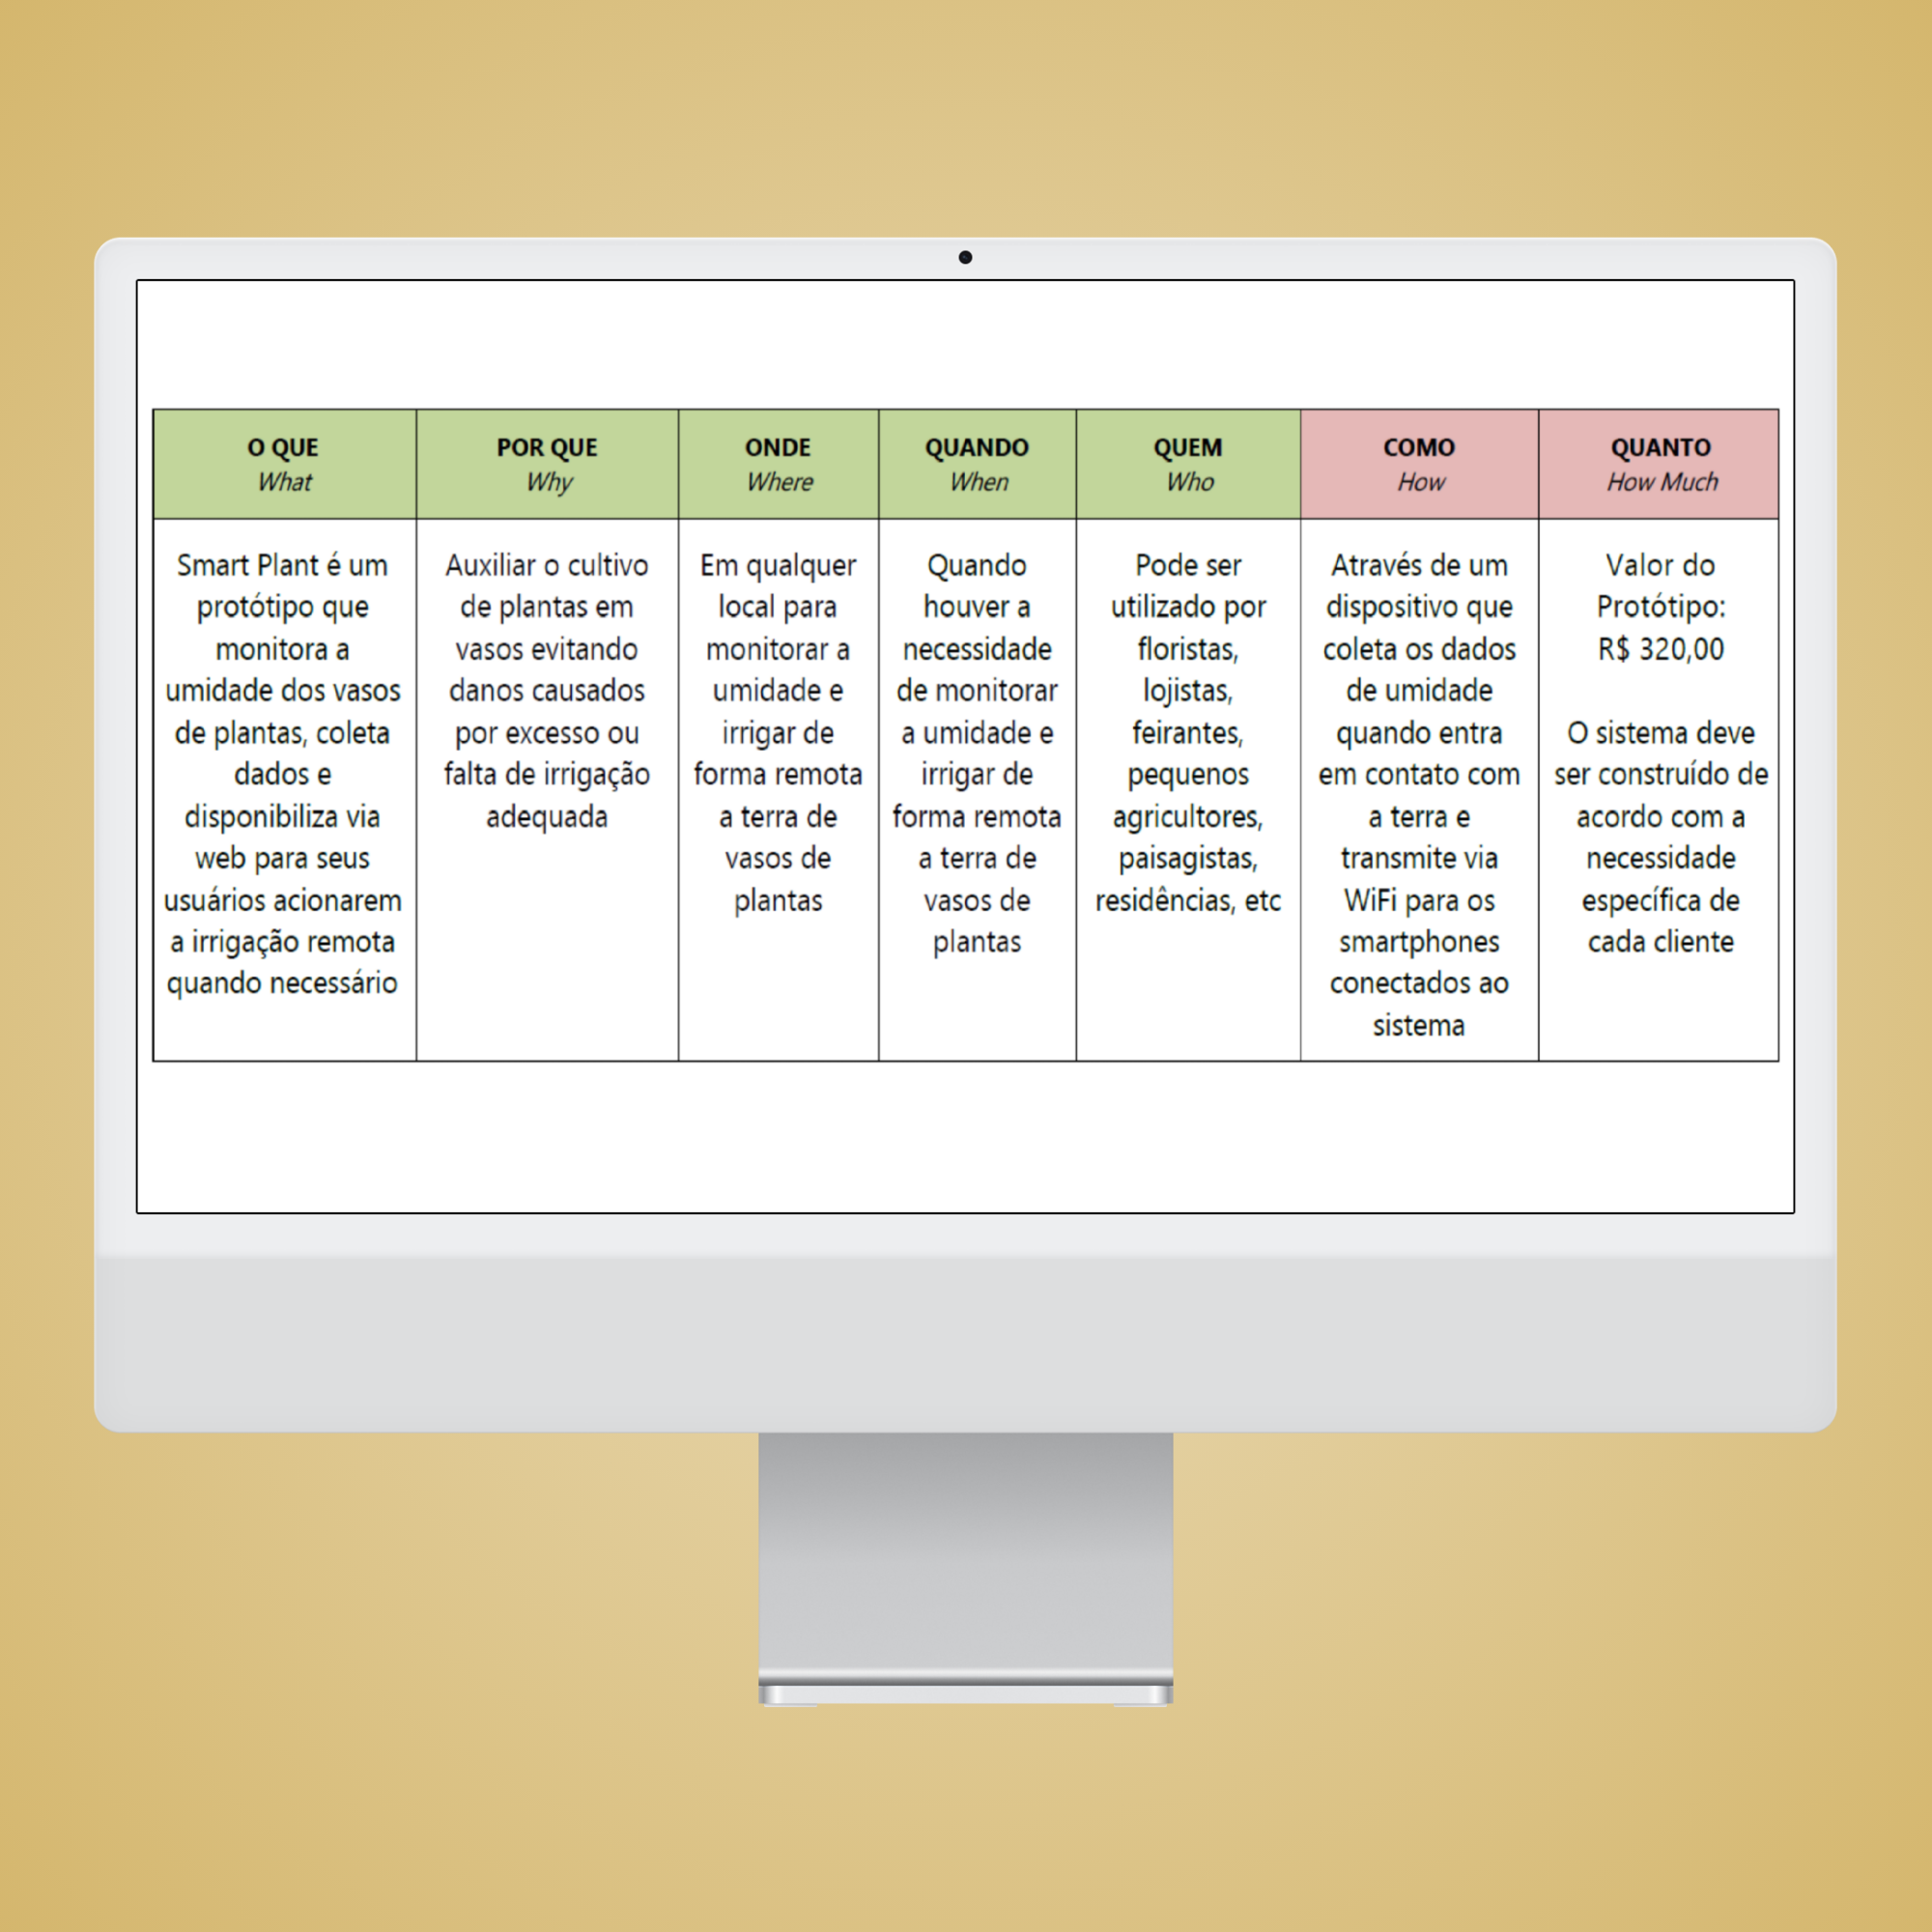 O QUE
What
POR QUE
Why
ONDE
Where
QUANDO
When
QUEM
Who
COMO
How
QUANTO
How Much
Smart Plant é um
protótipo que
monitora a
umidade dos vasos
de plantas, coleta
dados e
disponibiliza via
web para seus
usuários acionarem
a irrigação remota
quando necessário
Auxiliar o cultivo
de plantas em
vasos evitando
danos causados
por excesso ou
falta de irrigação
adequada
Em qualquer
local para
monitorar a
umidade e
irrigar de
forma remota
a terra de
vasos de
plantas
Quando
houver a
necessidade
de monitorar
a umidade e
irrigar de
forma remota
a terra de
vasos de
plantas
Pode ser
utilizado por
floristas,
lojistas,
feirantes,
pequenos
agricultores,
paisagistas,
residências, etc
Através de um
dispositivo que
coleta os dados
de umidade
quando entra
em contato com
a terra e
transmite via
WiFi para os
smartphones
conectados ao
sistema
Valor do
Protótipo:
R$ 320,00
O sistema deve
ser construído de
acordo com a
necessidade
específica de
cada cliente